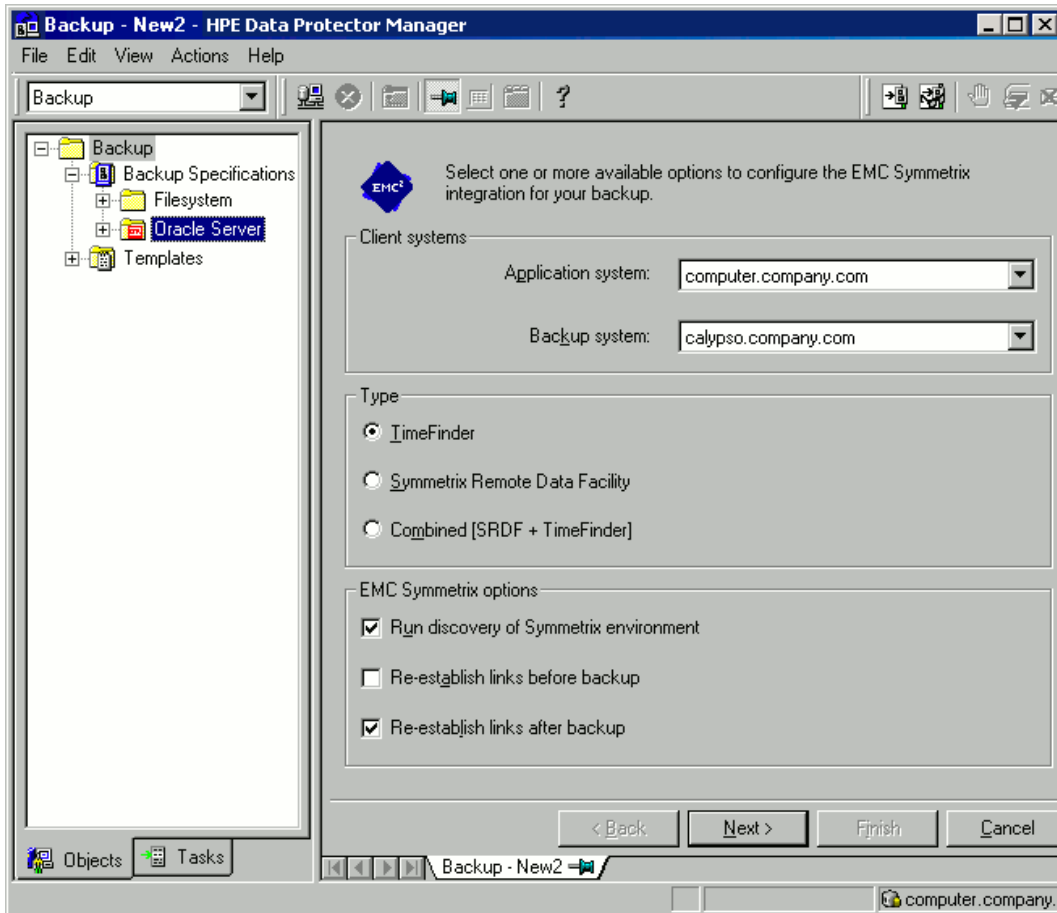 Backup - New2 - HPE Data Protector Manager
File Edit View Actions Help
Backup
?
Backup
Backup Specifications
Filesystem
Oracle Server
Templates
EMC²
Select one or more available options to configure the EMC Symmetrix
integration for your backup.
Client systems
Application system: computer.company.com
Backup system: calypso.company.com
Type
TimeFinder
Symmetrix Remote Data Facility
Combined [SRDF + TimeFinder]
EMC Symmetrix options
Run discovery of Symmetrix environment
Re-establish links before backup
Re-establish links after backup
< Back Next > Finish Cancel
Objects Tasks
Backup - New2
computer.company.